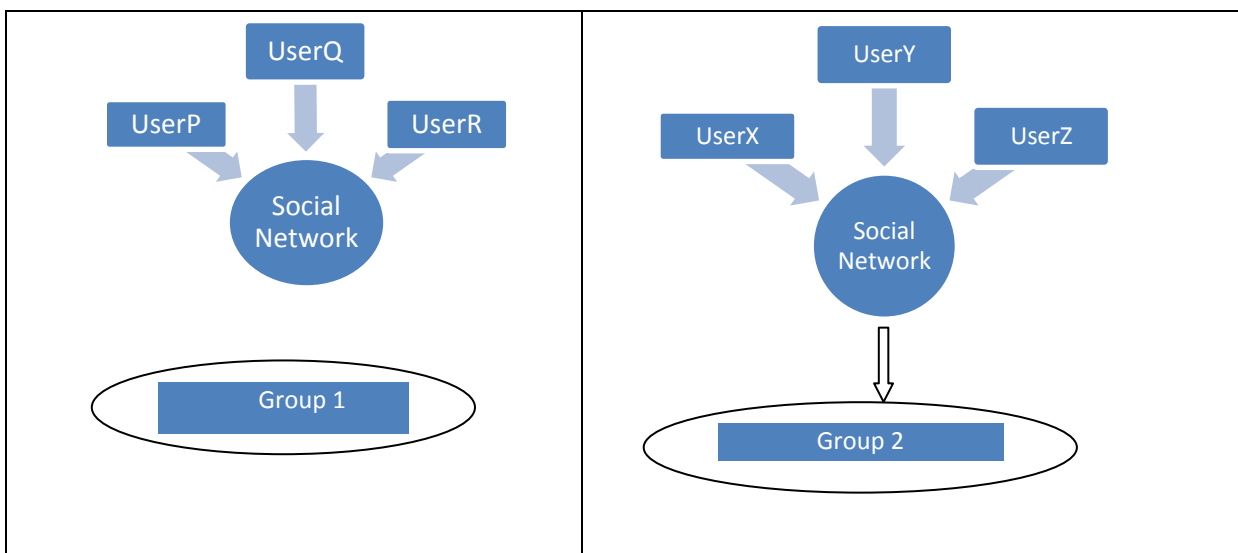 UserQ
UserP
UserR
Social
Network
Group 1
UserY
UserX
UserZ
Social
Network
Group 2